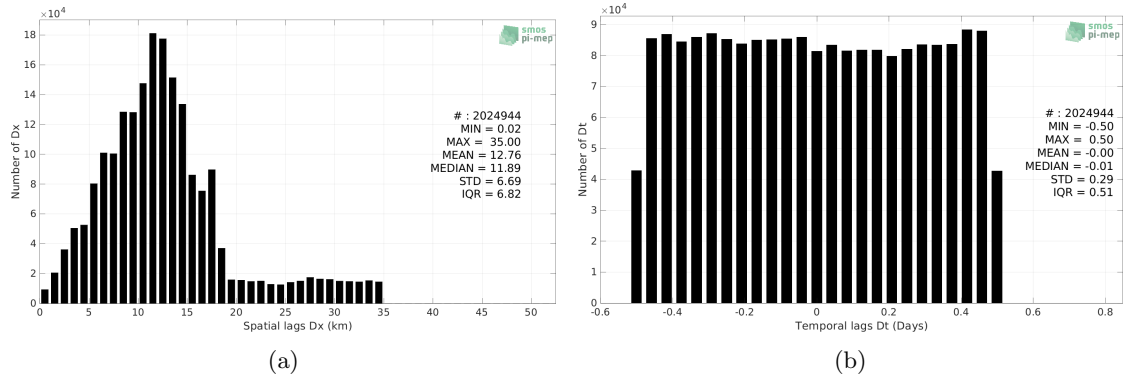 ×10⁴
18
16
14
12
10
8
6
4
2
0
0 5 10 15 20 25 30 35 40 45 50
Number of Dx
Spatial lags Dx (km)
smos
pi-mep
# : 2024944
MIN = 0.02
MAX = 35.00
MEAN = 12.76
MEDIAN = 11.89
STD = 6.69
IQR = 6.82
(a)
×10⁴
9
8
7
6
5
4
3
2
1
0
-0.6 -0.4 -0.2 0 0.2 0.4 0.6 0.8
Number of Dt
Temporal lags Dt (Days)
smos
pi-mep
# : 2024944
MIN = -0.50
MAX = 0.50
MEAN = -0.00
MEDIAN = -0.01
STD = 0.29
IQR = 0.51
(b)